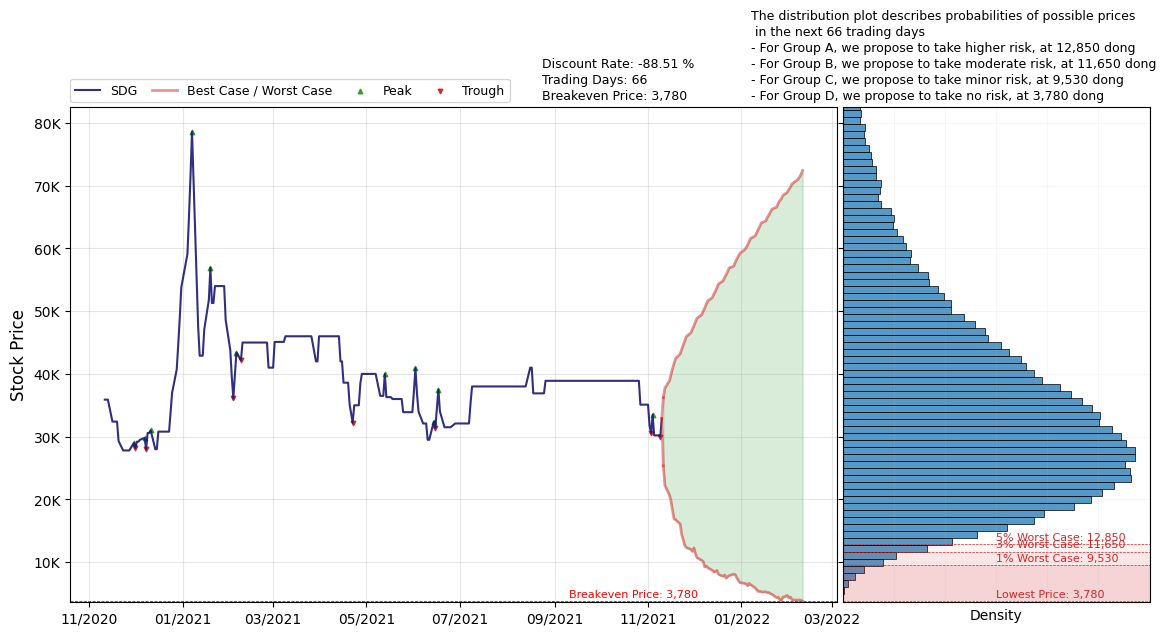 The distribution plot describes probabilities of possible prices
in the next 66 trading days
- For Group A, we propose to take higher risk, at 12,850 dong
- For Group B, we propose to take moderate risk, at 11,650 dong
- For Group C, we propose to take minor risk, at 9,530 dong
- For Group D, we propose to take no risk, at 3,780 dong
Discount Rate: -88.51 %
Trading Days: 66
Breakeven Price: 3,780
SDG Best Case / Worst Case Peak Trough
Stock Price
80K
70K
60K
50K
40K
30K
20K
10K
Breakeven Price: 3,780
11/2020 01/2021 03/2021 05/2021 07/2021 09/2021 11/2021 01/2022 03/2022
5% Worst Case: 12,850
3% Worst Case: 11,650
1% Worst Case: 9,530
Lowest Price: 3,780
Density